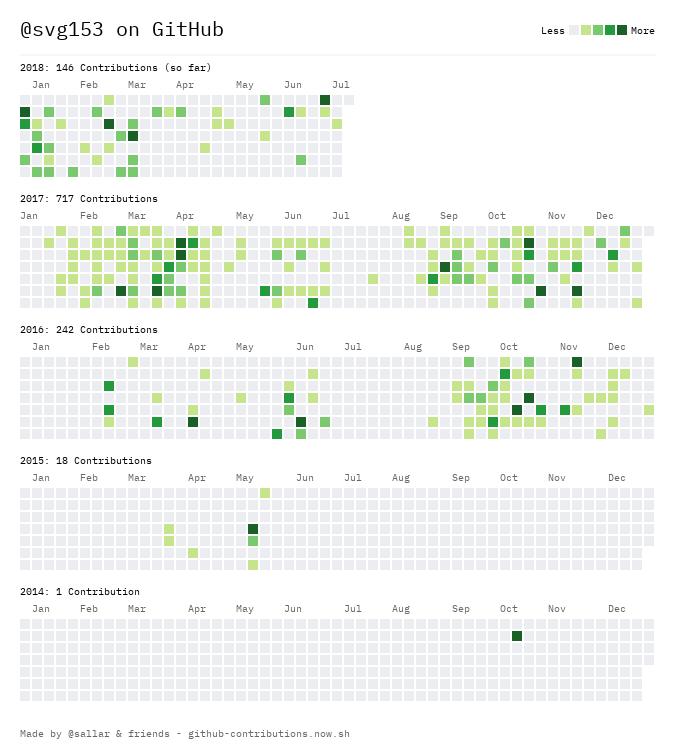 @svg153 on GitHub
Less More
2018: 146 Contributions (so far)
Jan Feb Mar Apr May Jun Jul
2017: 717 Contributions
Jan Feb Mar Apr May Jun Jul Aug Sep Oct Nov Dec
2016: 242 Contributions
Jan Feb Mar Apr May Jun Jul Aug Sep Oct Nov Dec
2015: 18 Contributions
Jan Feb Mar Apr May Jun Jul Aug Sep Oct Nov Dec
2014: 1 Contribution
Jan Feb Mar Apr May Jun Jul Aug Sep Oct Nov Dec
Made by @sallar & friends - github-contributions.now.sh